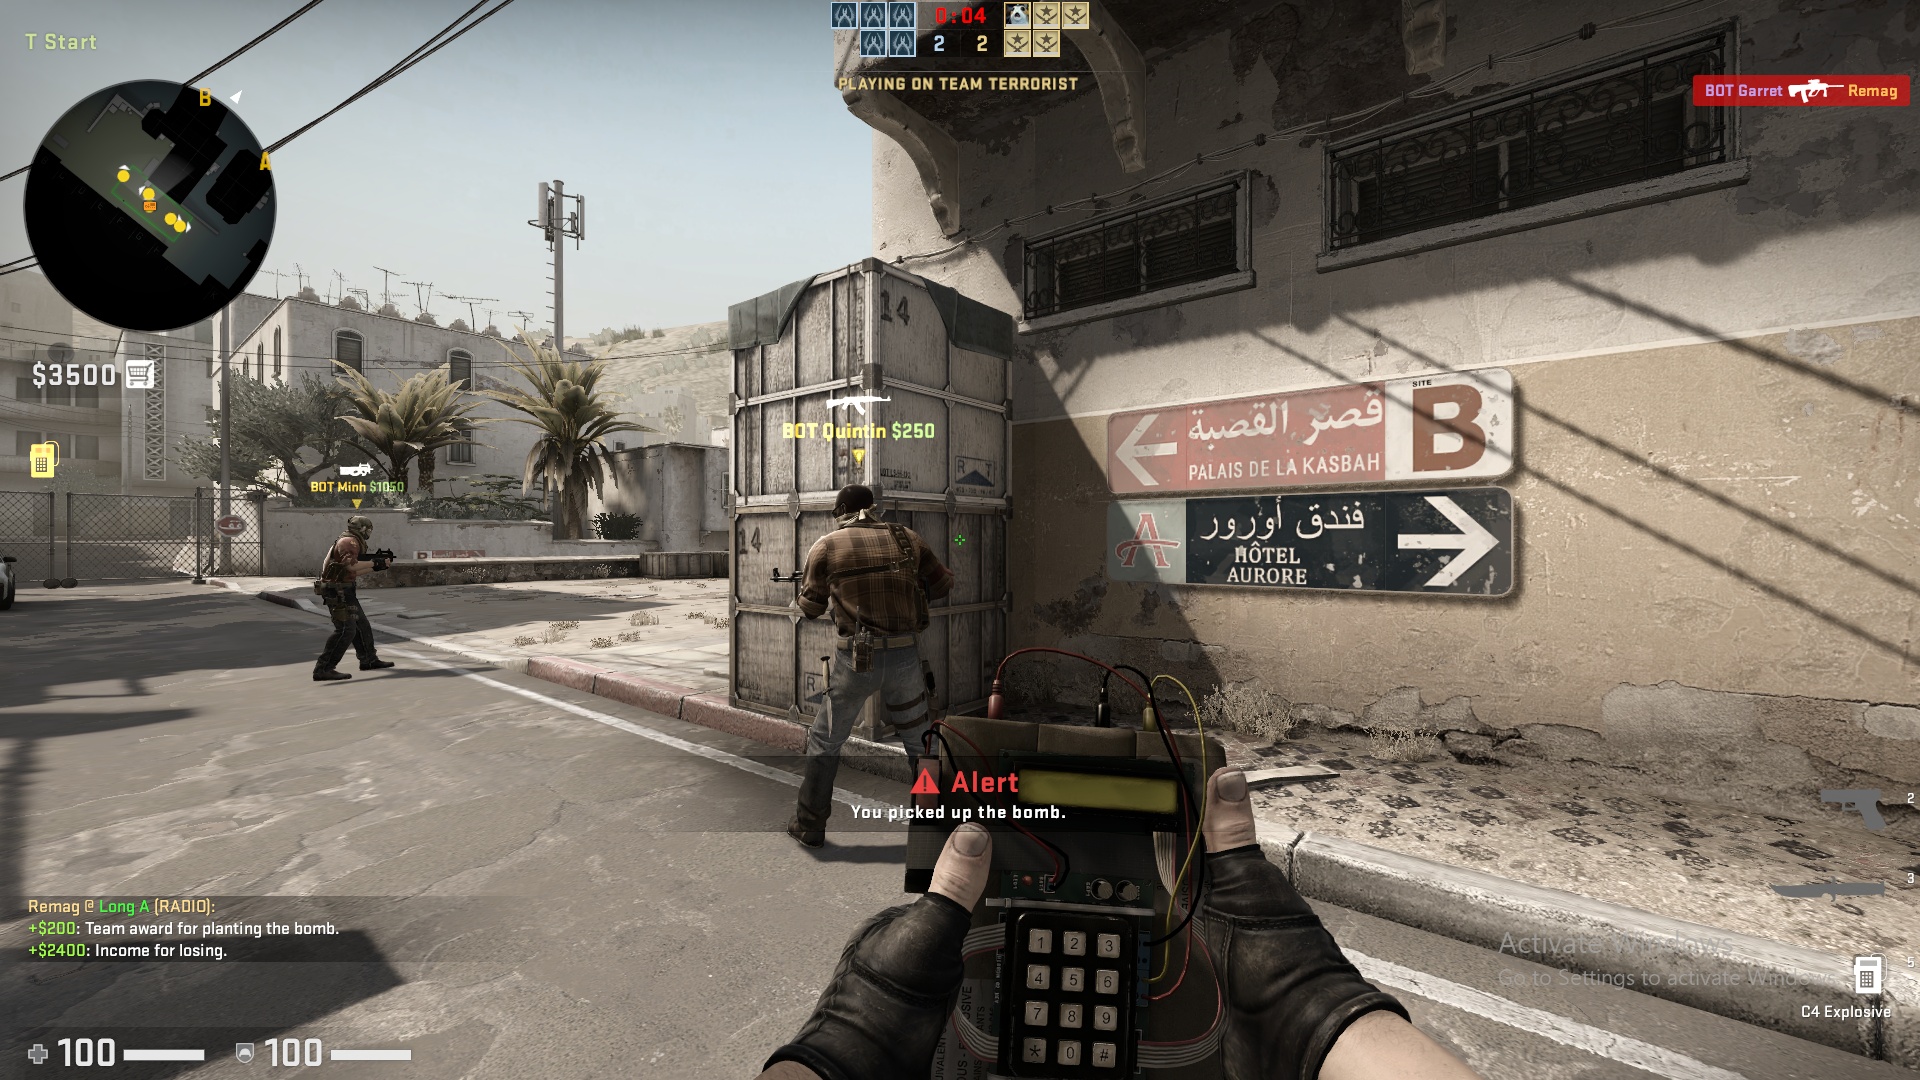 T Start
B
A
0:04
2 2
PLAYING ON TEAM TERRORIST
BOT Garret Remag
$3500
14
BOT Quintin $250
BOT Minh $1050
R T
14
R
SITE
قصر القصبة
PALAIS DE LA KASBAH
B
A
فندق أورور
HÔTEL
AURORE
Alert
You picked up the bomb.
2
3
5
Remag @ Long A (RADIO):
+$200: Team award for planting the bomb.
+$2400: Income for losing.
1 2 3
4 5 6
7 8 9
* 0 #
Activate Windows
Go to Settings to activate Windows.
C4 Explosive
100 100